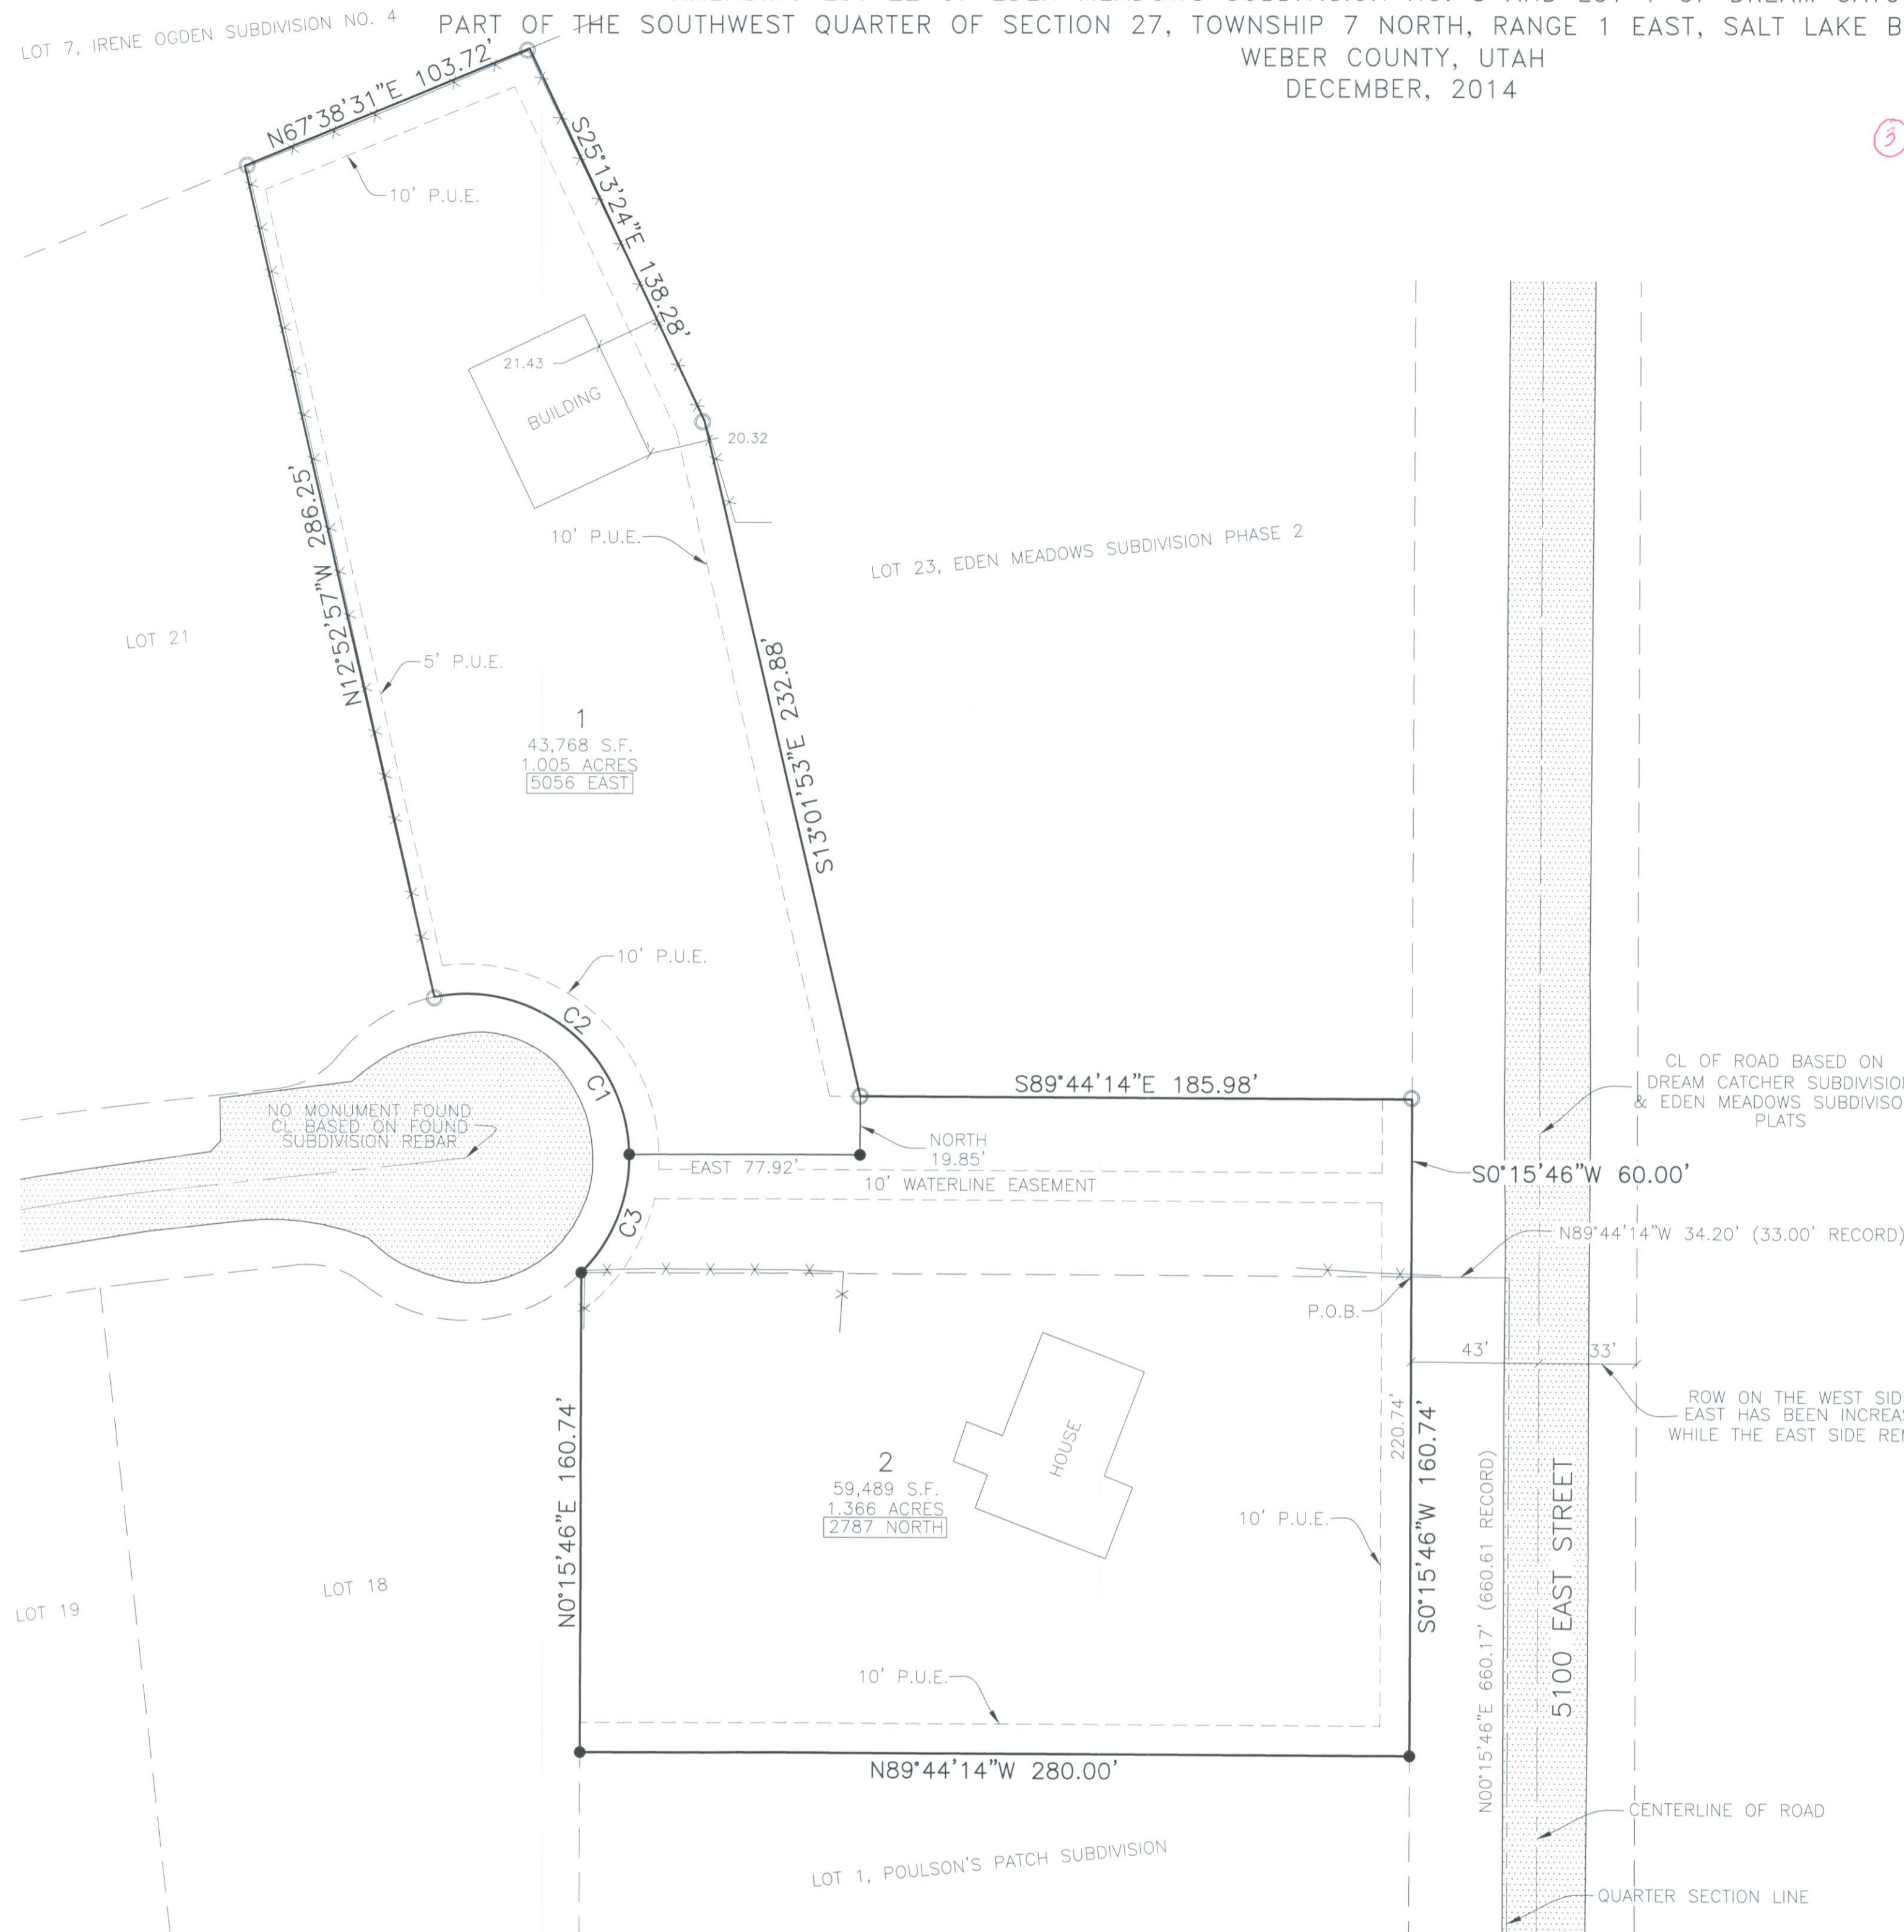 LOT 7, IRENE OGDEN SUBDIVISION NO. 4
PART OF THE SOUTHWEST QUARTER OF SECTION 27, TOWNSHIP 7 NORTH, RANGE 1 EAST, SALT LAKE B
WEBER COUNTY, UTAH
DECEMBER, 2014
3
N67°38'31"E 103.72'
10' P.U.E.
S25°13'24"E 138.28'
21.43
BUILDING
20.32
10' P.U.E.
LOT 23, EDEN MEADOWS SUBDIVISION PHASE 2
N12°52'57"W 286.25'
LOT 21
5' P.U.E.
S13°01'53"E 232.88'
1
43,768 S.F.
1.005 ACRES
5056 EAST
10' P.U.E.
C2
C1
C3
NO MONUMENT FOUND
CL BASED ON FOUND
SUBDIVISION REBAR
S89°44'14"E 185.98'
NORTH
19.85'
EAST 77.92'
10' WATERLINE EASEMENT
CL OF ROAD BASED ON
DREAM CATCHER SUBDIVISION
& EDEN MEADOWS SUBDIVISO
PLATS
S0°15'46"W 60.00'
N89°44'14"W 34.20' (33.00' RECORD)
P.O.B.
43'
33'
ROW ON THE WEST SID
EAST HAS BEEN INCREA
WHILE THE EAST SIDE REM
N0°15'46"E 160.74'
HOUSE
2
59,489 S.F.
1.366 ACRES
2787 NORTH
10' P.U.E.
220.74'
S0°15'46"W 160.74'
N00°15'46"E 660.17' (660.61 RECORD)
5100 EAST STREET
LOT 18
LOT 19
10' P.U.E.
N89°44'14"W 280.00'
CENTERLINE OF ROAD
LOT 1, POULSON'S PATCH SUBDIVISION
QUARTER SECTION LINE